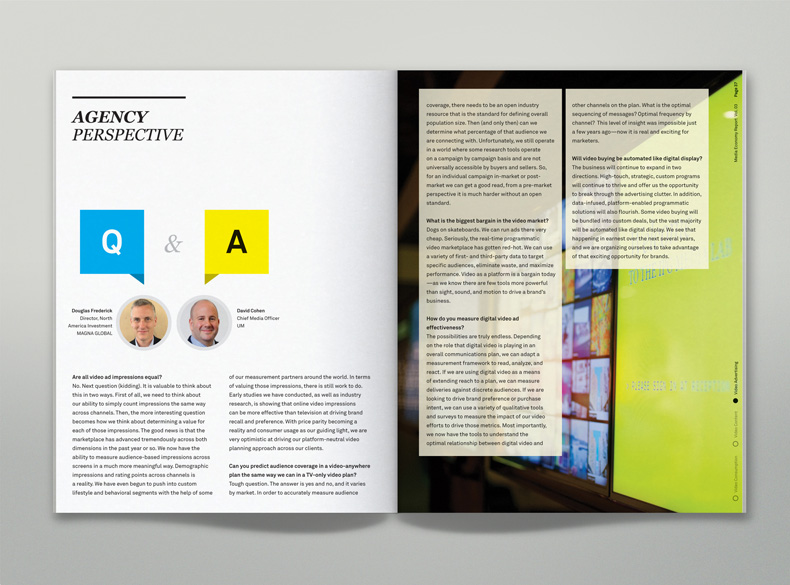 AGENCY
PERSPECTIVE
Q
&
A
Douglas Frederick
Director, North
America Investment
MAGNA GLOBAL
David Cohen
Chief Media Officer
UM
Are all video ad impressions equal?
No. Next question (kidding). It is valuable to think about
this in two ways. First of all, we need to think about
our ability to simply count impressions the same way
across channels. Then, the more interesting question
becomes how we think about determining a value for
each of those impressions. The good news is that the
marketplace has advanced tremendously across both
dimensions in the past year or so. We now have the
ability to measure audience-based impressions across
screens in a much more meaningful way. Demographic
impressions and rating points across channels is
a reality. We have even begun to push into custom
lifestyle and behavioral segments with the help of some
of our measurement partners around the world. In terms
of valuing those impressions, there is still work to do.
Early studies we have conducted, as well as industry
research, is showing that online video impressions
can be more effective than television at driving brand
recall and preference. With price parity becoming a
reality and consumer usage as our guiding light, we are
very optimistic at driving our platform-neutral video
planning approach across our clients.
Can you predict audience coverage in a video-anywhere
plan the same way we can in a TV-only video plan?
Tough question. The answer is yes and no, and it varies
by market. In order to accurately measure audience
coverage, there needs to be an open industry
resource that is the standard for defining overall
population size. Then (and only then) can we
determine what percentage of that audience we
are connecting with. Unfortunately, we still operate
in a world where some research tools operate
on a campaign by campaign basis and are not
universally accessible by buyers and sellers. So,
for an individual campaign in-market or post-
market we can get a good read, from a pre-market
perspective it is much harder without an open
standard.
What is the biggest bargain in the video market?
Dogs on skateboards. We can run ads there very
cheap. Seriously, the real-time programmatic
video marketplace has gotten red-hot. We can use
a variety of first- and third-party data to target
specific audiences, eliminate waste, and maximize
performance. Video as a platform is a bargain today
—as we know there are few tools more powerful
than sight, sound, and motion to drive a brand's
business.
How do you measure digital video ad
effectiveness?
The possibilities are truly endless. Depending
on the role that digital video is playing in an
overall communications plan, we can adapt a
measurement framework to read, analyze, and
react. If we are using digital video as a means
of extending reach to a plan, we can measure
deliveries against discrete audiences. If we are
looking to drive brand preference or purchase
intent, we can use a variety of qualitative tools
and surveys to measure the impact of our video
efforts to drive those metrics. Most importantly,
we now have the tools to understand the
optimal relationship between digital video and
other channels on the plan. What is the optimal
sequencing of messages? Optimal frequency by
channel? This level of insight was impossible just
a few years ago—now it is real and exciting for
marketers.
Will video buying be automated like digital display?
The business will continue to expand in two
directions. High-touch, strategic, custom programs
will continue to thrive and offer us the opportunity
to break through the advertising clutter. In addition,
data-infused, platform-enabled programmatic
solutions will also flourish. Some video buying will
be bundled into custom deals, but the vast majority
will be automated like digital display. We see that
happening in earnest over the next several years,
and we are organizing ourselves to take advantage
of that exciting opportunity for brands.
Media Economy Report Vol. 03 Page 37
Video Advertising
Video Content
Video Consumption